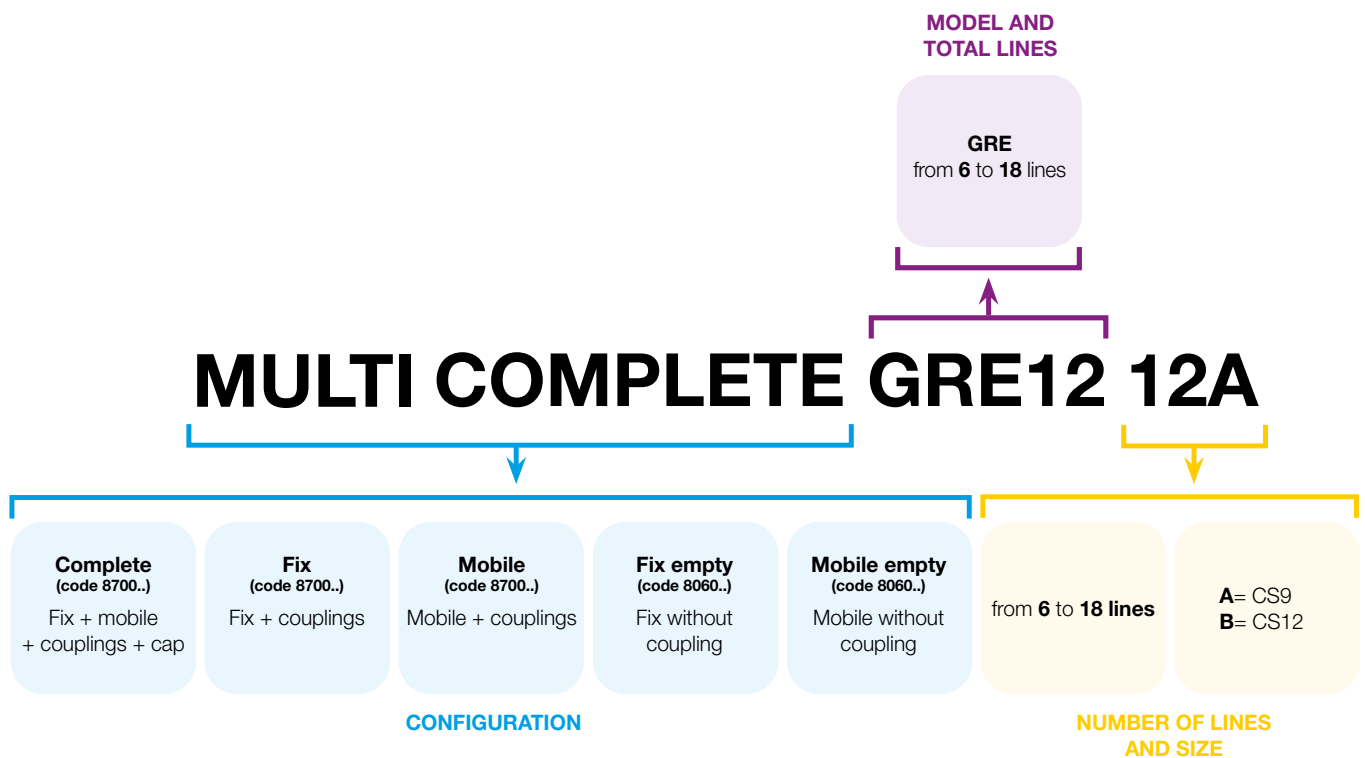 MODEL AND
TOTAL LINES
GRE
from 6 to 18 lines
MULTI COMPLETE GRE12 12A
Complete
(code 8700..)
Fix + mobile
+ couplings + cap
Fix
(code 8700..)
Fix + couplings
Mobile
(code 8700..)
Mobile + couplings
Fix empty
(code 8060..)
Fix without
coupling
Mobile empty
(code 8060..)
Mobile without
coupling
from 6 to 18 lines
A= CS9
B= CS12
CONFIGURATION
NUMBER OF LINES
AND SIZE